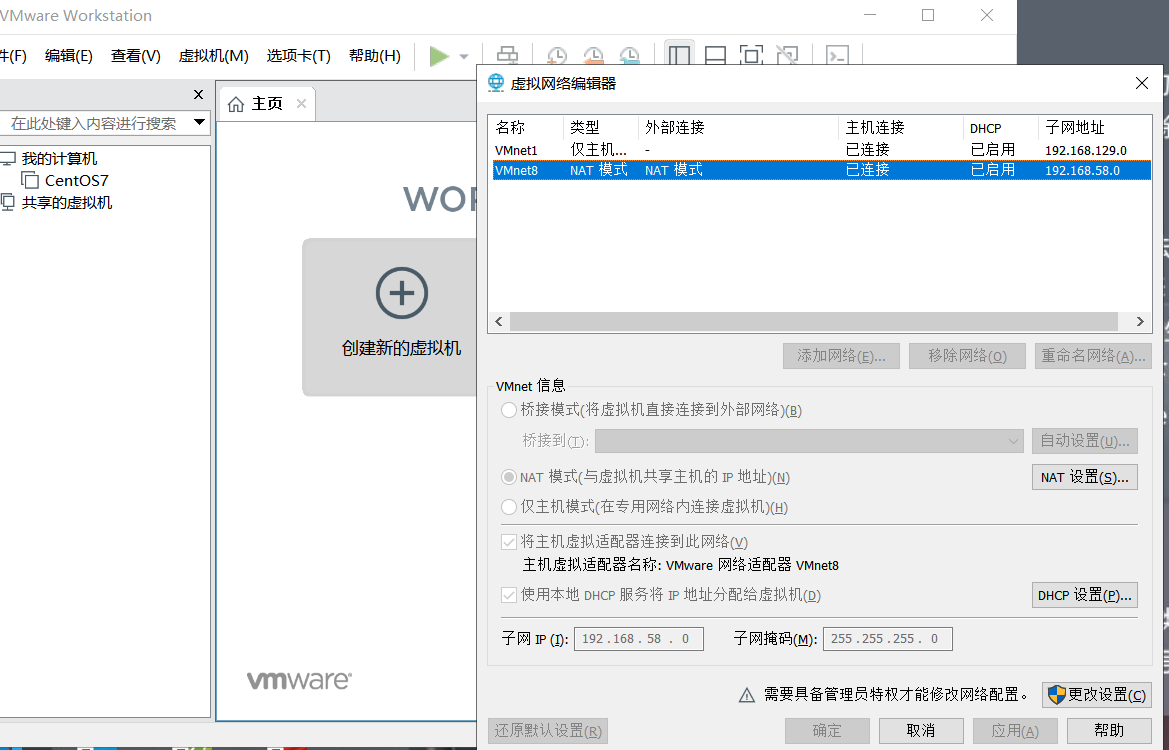 VMware Workstation
件(F) 编辑(E) 查看(V) 虚拟机(M) 选项卡(T) 帮助(H)
在此处键入内容进行搜索
我的计算机
CentOS7
共享的虚拟机
主页
WOR
创建新的虚拟机
vmware
虚拟网络编辑器
名称 类型 外部连接 主机连接 DHCP 子网地址
VMnet1 仅主机... - 已连接 已启用 192.168.129.0
VMnet8 NAT 模式 NAT 模式 已连接 已启用 192.168.58.0
添加网络(E)... 移除网络(O) 重命名网络(A)...
VMnet 信息
桥接模式(将虚拟机直接连接到外部网络)(B)
桥接到(T): 自动设置(U)...
NAT 模式(与虚拟机共享主机的 IP 地址)(N) NAT 设置(S)...
仅主机模式(在专用网络内连接虚拟机)(H)
将主机虚拟适配器连接到此网络(V)
主机虚拟适配器名称: VMware 网络适配器 VMnet8
使用本地 DHCP 服务将 IP 地址分配给虚拟机(D) DHCP 设置(P)...
子网 IP (I): 192.168.58.0 子网掩码(M): 255.255.255.0
需要具备管理员特权才能修改网络配置。 更改设置(C)
还原默认设置(R) 确定 取消 应用(A) 帮助